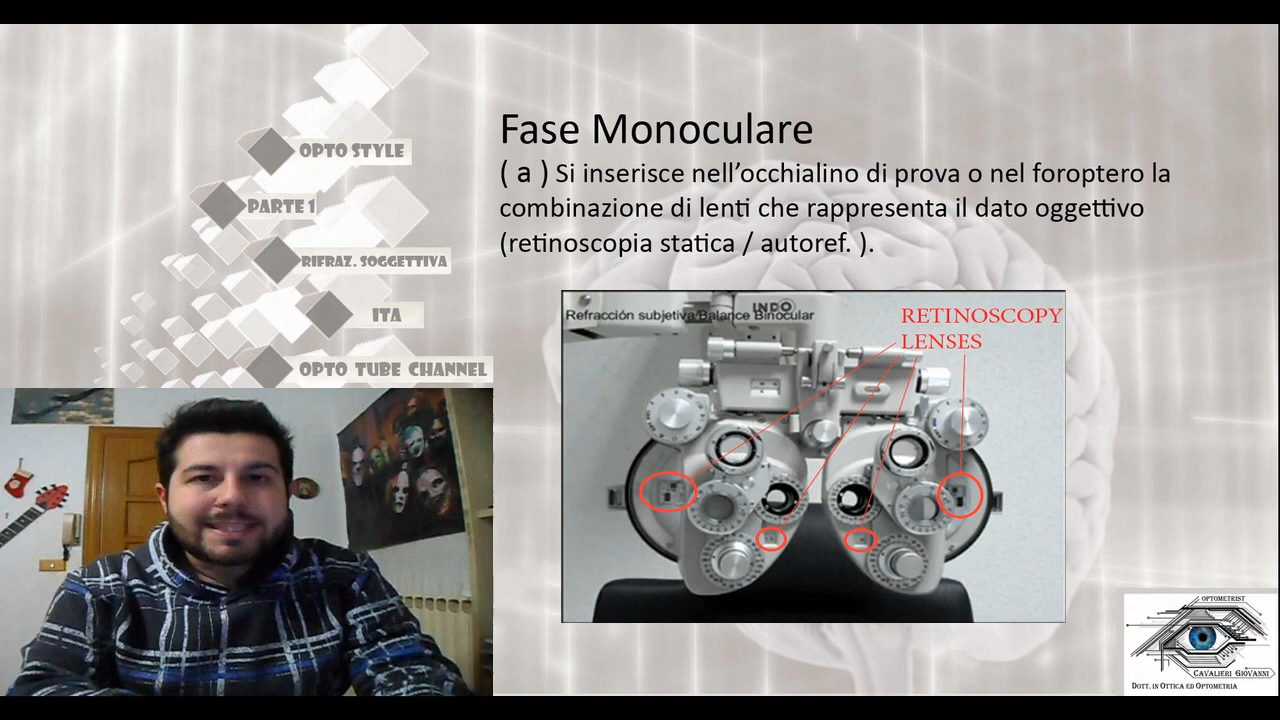 OPTO STYLE
PARTE 1
RIFRAZ. SOGGETTIVA
ITA
OPTO TUBE CHANNEL
Fase Monoculare
( a ) Si inserisce nell’occhialino di prova o nel foroptero la
combinazione di lenti che rappresenta il dato oggettivo
(retinoscopia statica / autoref. ).
INDO
Refracción subjetiva/Balance Binocular
RETINOSCOPY
LENSES
OPTOMETRIST
CAVALIERI GIOVANNI
DOTT. IN OTTICA ED OPTOMETRIA